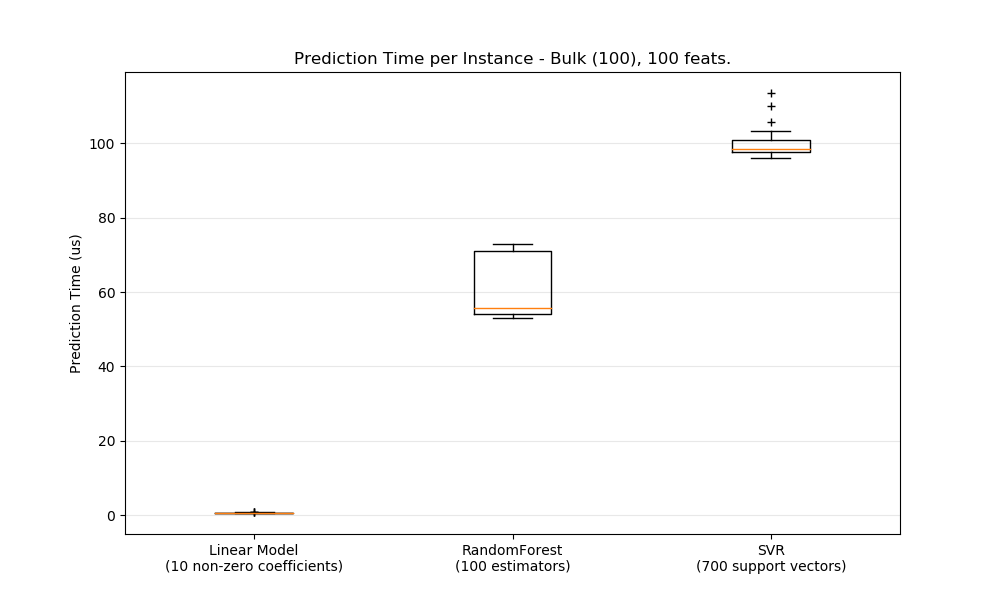 Prediction Time per Instance - Bulk (100), 100 feats.
Prediction Time (us)
100
80
60
40
20
0
Linear Model
(10 non-zero coefficients)
RandomForest
(100 estimators)
SVR
(700 support vectors)